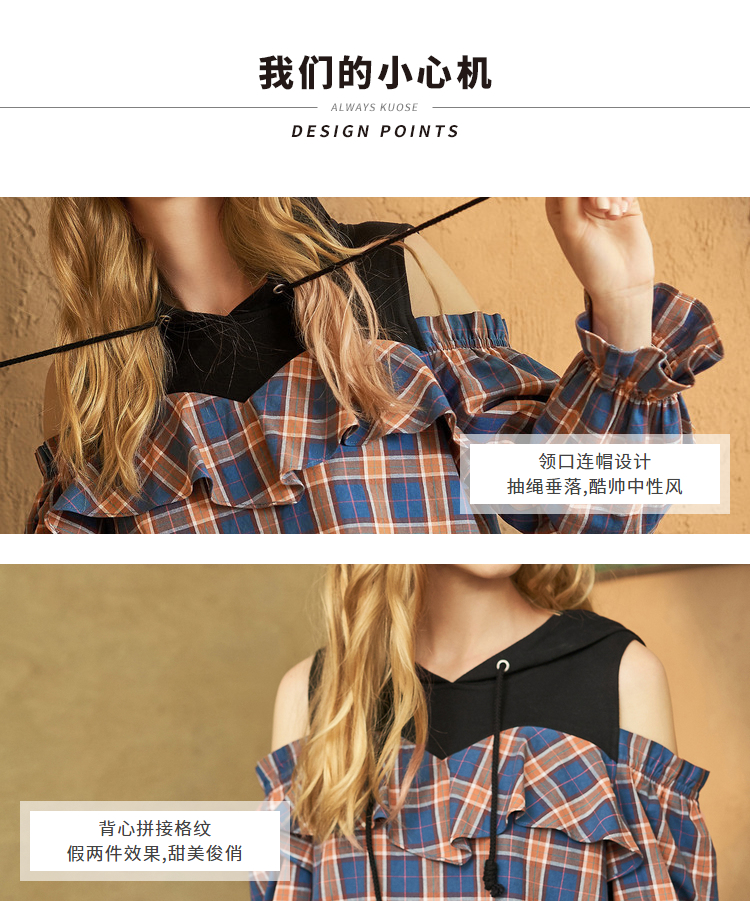 我们的小心机
ALWAYS KUOSE
DESIGN POINTS
领口连帽设计
抽绳垂落,酷帅中性风
背心拼接格纹
假两件效果,甜美俊俏